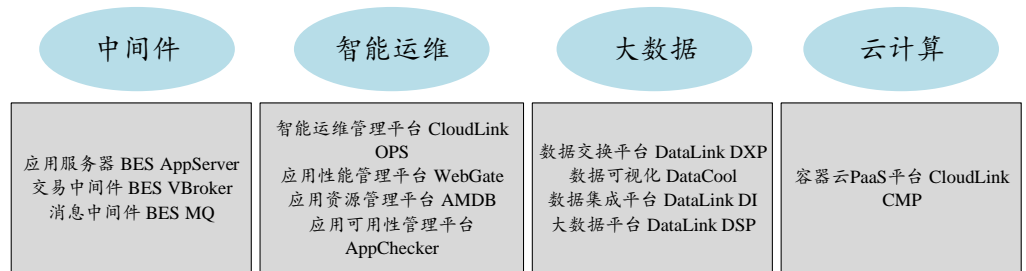 中间件
智能运维
大数据
云计算
应用服务器 BES AppServer
交易中间件 BES VBroker
消息中间件 BES MQ
智能运维管理平台 CloudLink
OPS
应用性能管理平台 WebGate
应用资源管理平台 AMDB
应用可用性管理平台
AppChecker
数据交换平台 DataLink DXP
数据可视化 DataCool
数据集成平台 DataLink DI
大数据平台 DataLink DSP
容器云PaaS平台 CloudLink
CMP